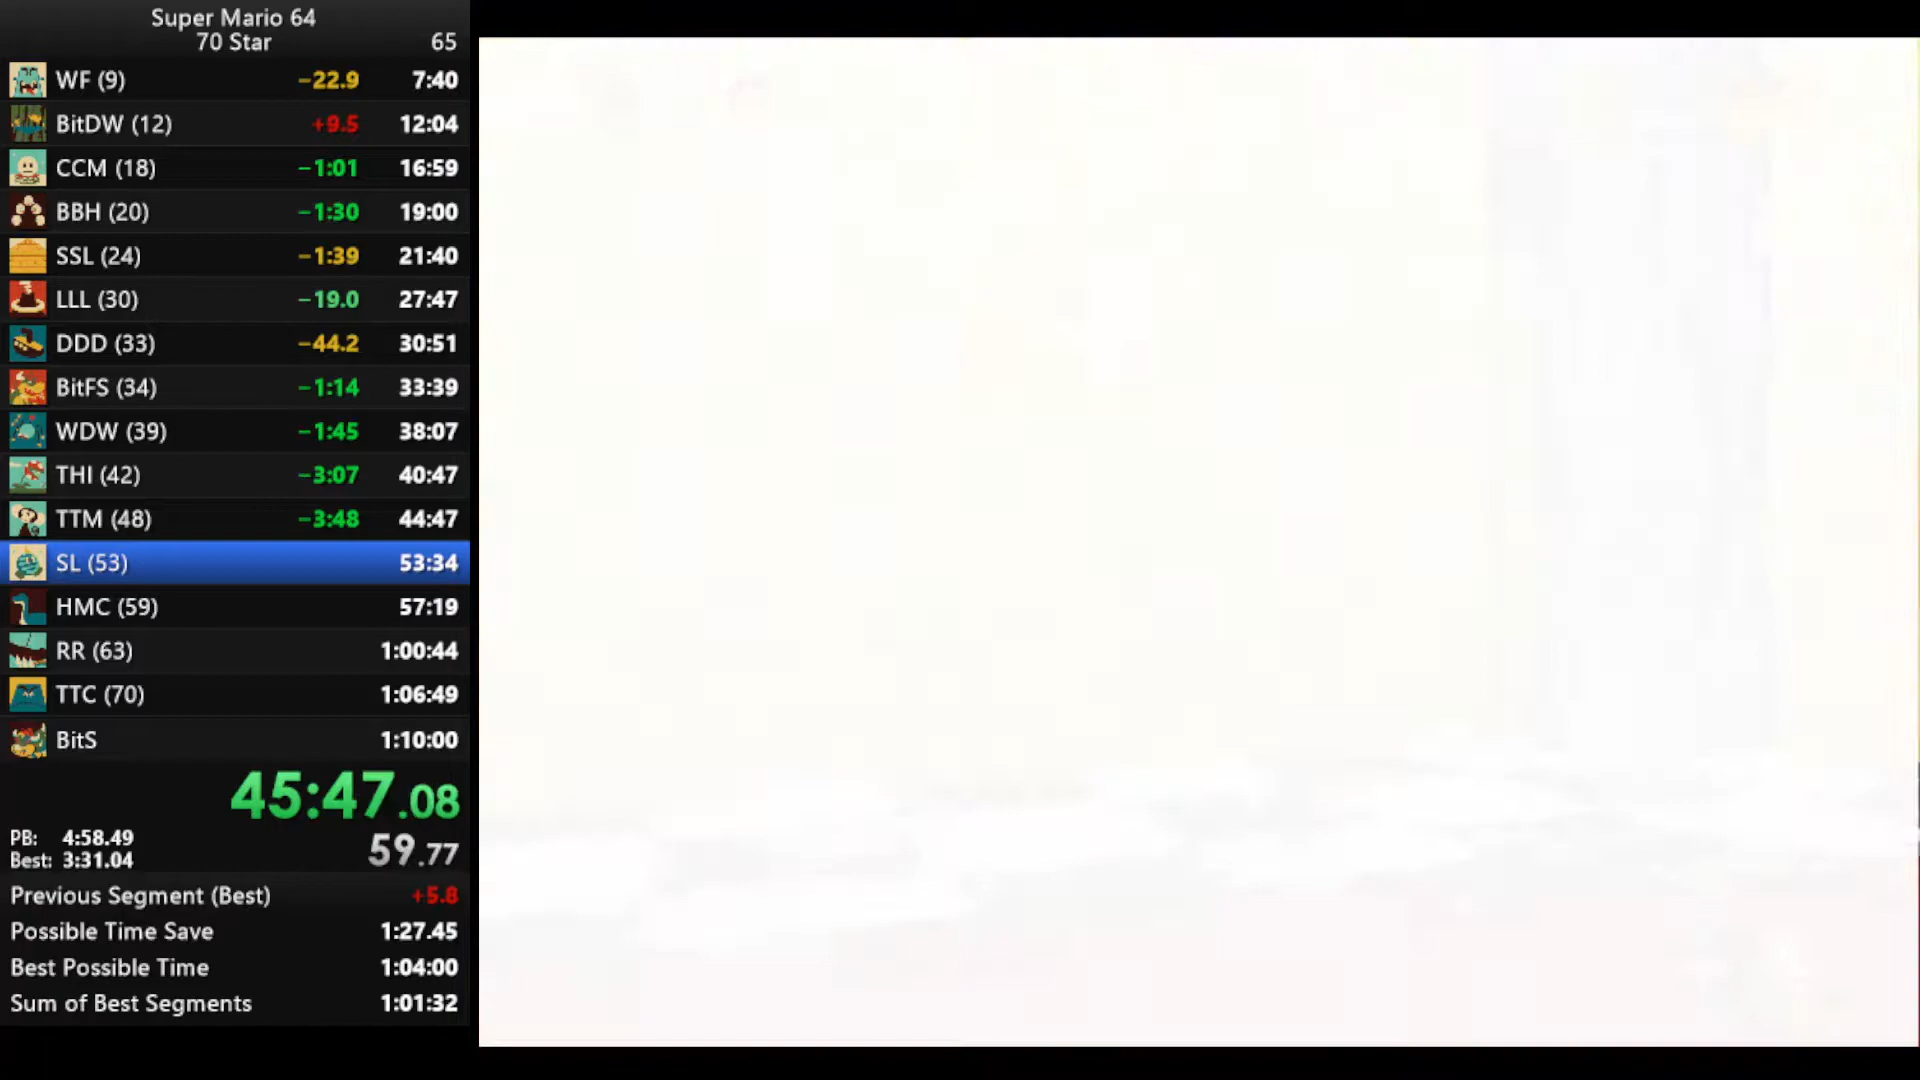 Super Mario 64
70 Star 65
WF (9) −22.9 7:40
BitDW (12) +9.5 12:04
CCM (18) −1:01 16:59
BBH (20) −1:30 19:00
SSL (24) −1:39 21:40
LLL (30) −19.0 27:47
DDD (33) −44.2 30:51
BitFS (34) −1:14 33:39
WDW (39) −1:45 38:07
THI (42) −3:07 40:47
TTM (48) −3:48 44:47
SL (53) 53:34
HMC (59) 57:19
RR (63) 1:00:44
TTC (70) 1:06:49
BitS 1:10:00
45:47.08
PB: 4:58.49
Best: 3:31.04
59.77
Previous Segment (Best) +5.8
Possible Time Save 1:27.45
Best Possible Time 1:04:00
Sum of Best Segments 1:01:32